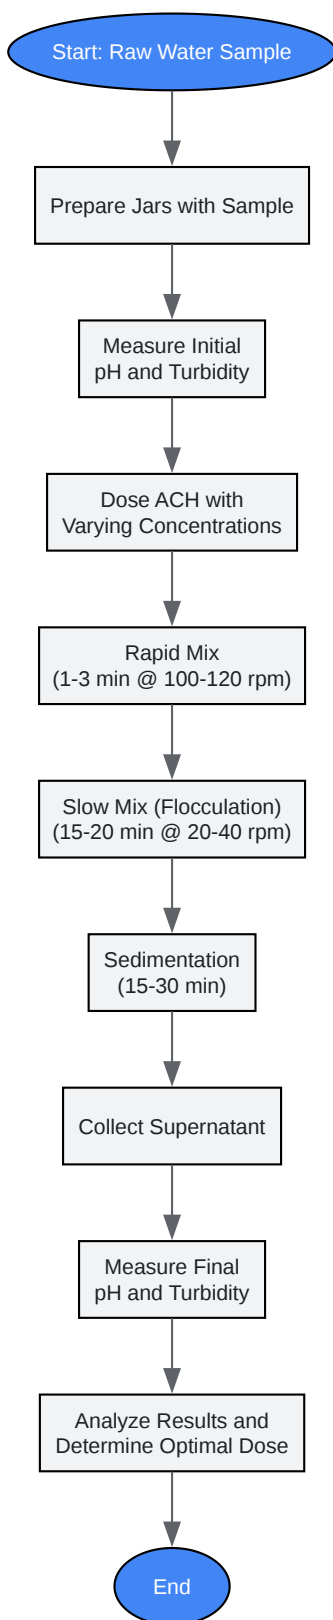 Start: Raw Water Sample
Prepare Jars with Sample
Measure Initial
pH and Turbidity
Dose ACH with
Varying Concentrations
Rapid Mix
(1-3 min @ 100-120 rpm)
Slow Mix (Flocculation)
(15-20 min @ 20-40 rpm)
Sedimentation
(15-30 min)
Collect Supernatant
Measure Final
pH and Turbidity
Analyze Results and
Determine Optimal Dose
End